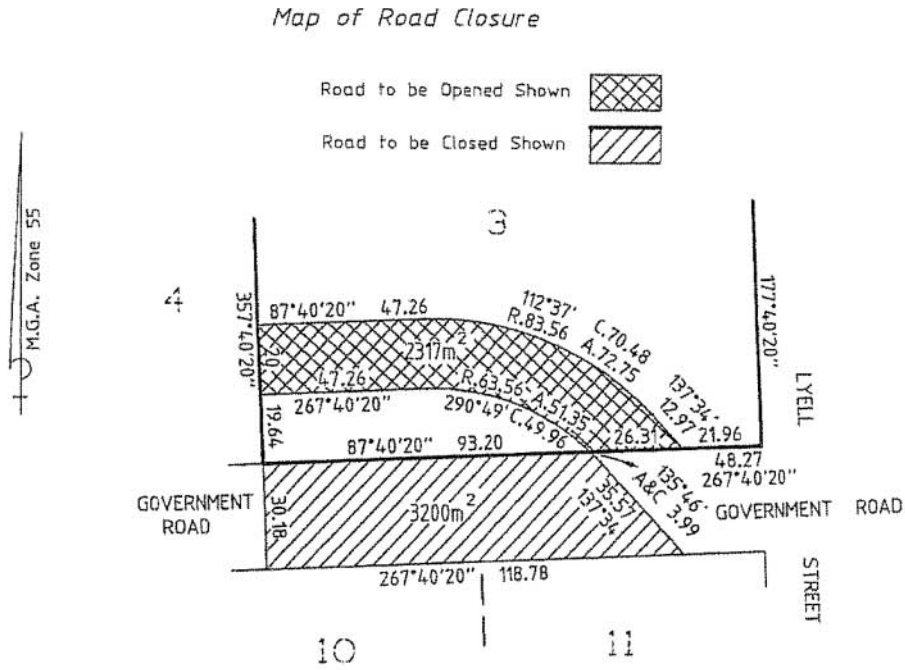 Map of Road Closure
Road to be Opened Shown
Road to be Closed Shown
M.G.A. Zone 55
3
4
357°40'20"
177°40'20"
87°40'20" 47.26
112°37'
R.83.56
C.70.48
A.72.75
20
2317m²
47.26
267°40'20"
R.63.56 A.51.35
290°49' C.49.96
137°34'
12.97
26.31
21.96
LYELL
19.64
87°40'20" 93.20
48.27
267°40'20"
A&C
135°46'
3.99
GOVERNMENT
ROAD
30.18
3200m²
35.57
137°34
GOVERNMENT ROAD
267°40'20" 118.78
STREET
10
11